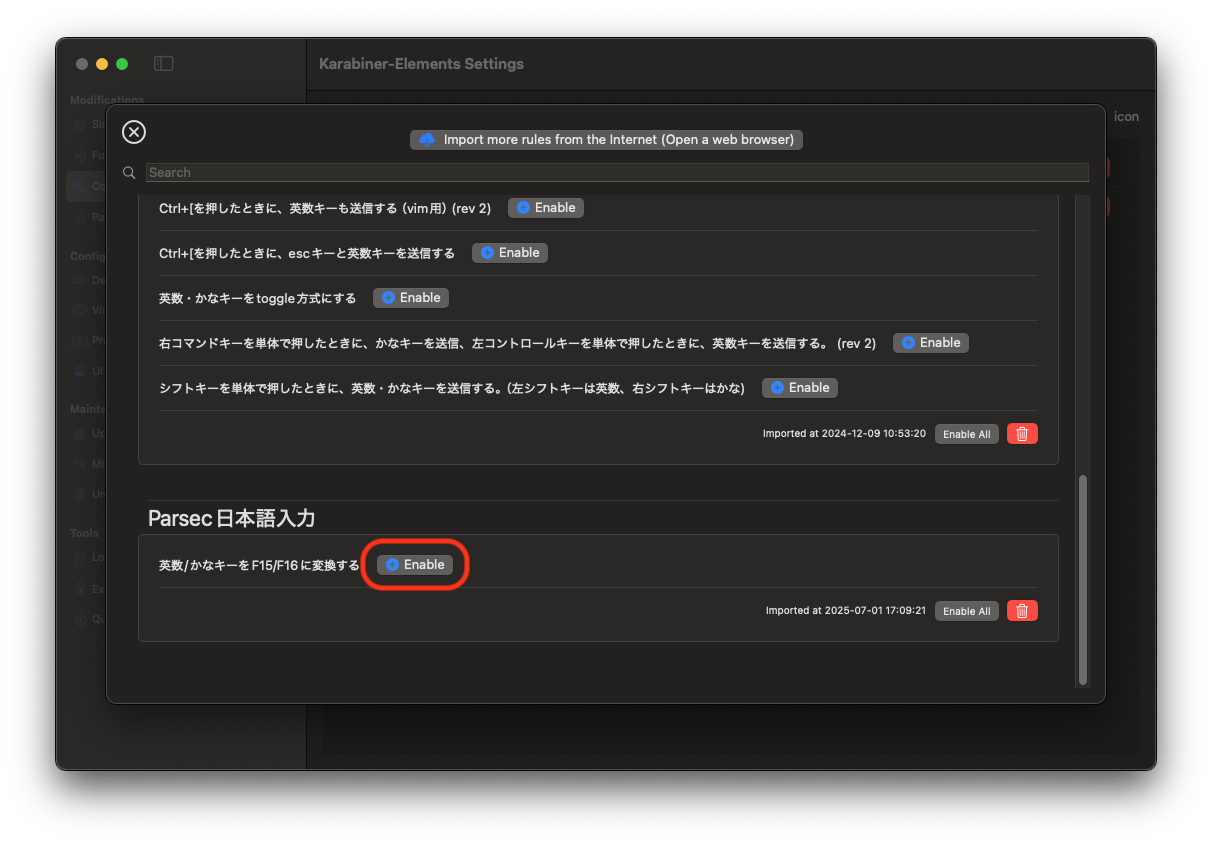 Karabiner-Elements Settings
Modifications
icon
Import more rules from the Internet (Open a web browser)
Search
Ctrl+[を押したときに、英数キーも送信する（vim用）(rev 2) Enable
Ctrl+[を押したときに、escキーと英数キーを送信する Enable
英数・かなキーをtoggle方式にする Enable
右コマンドキーを単体で押したときに、かなキーを送信、左コントロールキーを単体で押したときに、英数キーを送信する。 (rev 2) Enable
シフトキーを単体で押したときに、英数・かなキーを送信する。（左シフトキーは英数、右シフトキーはかな) Enable
Imported at 2024-12-09 10:53:20 Enable All
Parsec日本語入力
英数/かなキーをF15/F16に変換する Enable
Imported at 2025-07-01 17:09:21 Enable All
Tools